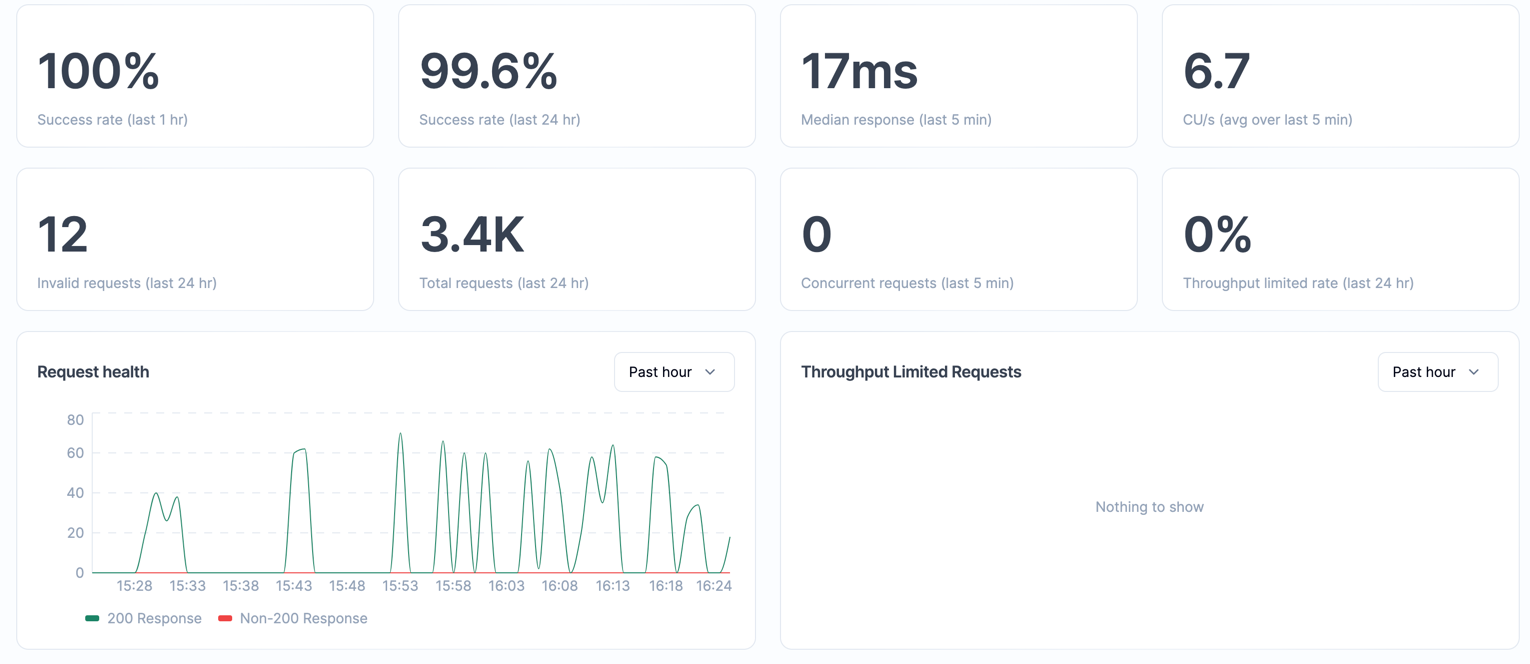 100%
Success rate (last 1 hr)
99.6%
Success rate (last 24 hr)
17ms
Median response (last 5 min)
6.7
CU/s (avg over last 5 min)
12
Invalid requests (last 24 hr)
3.4K
Total requests (last 24 hr)
0
Concurrent requests (last 5 min)
0%
Throughput limited rate (last 24 hr)
Request health
Past hour
80
60
40
20
0
15:28 15:33 15:38 15:43 15:48 15:53 15:58 16:03 16:08 16:13 16:18 16:24
200 Response Non-200 Response
Throughput Limited Requests
Past hour
Nothing to show